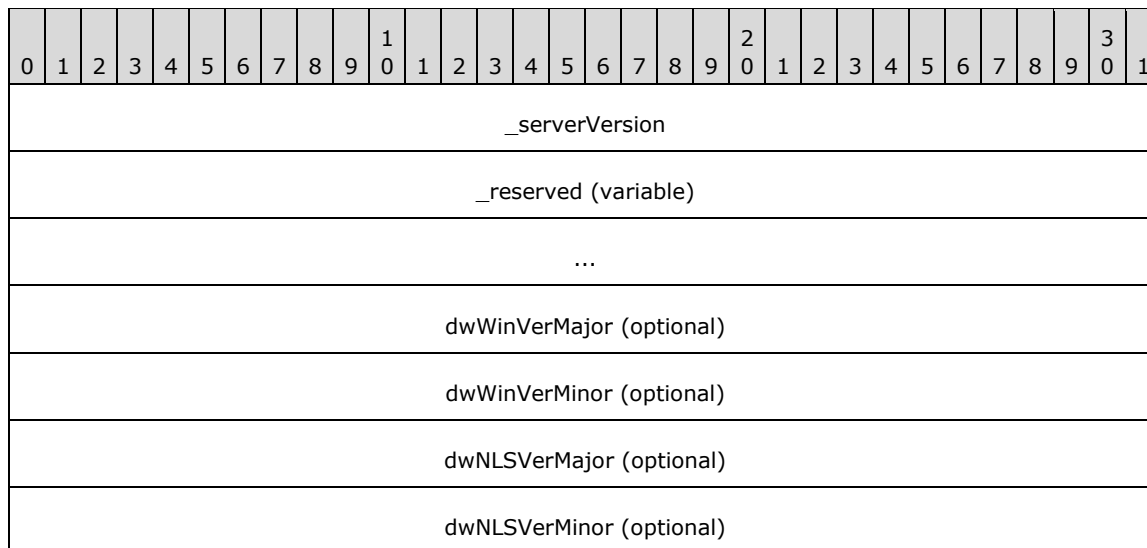 1 2 3
0 1 2 3 4 5 6 7 8 9 0 1 2 3 4 5 6 7 8 9 0 1 2 3 4 5 6 7 8 9 0 1
_serverVersion
_reserved (variable)
...
dwWinVerMajor (optional)
dwWinVerMinor (optional)
dwNLSVerMajor (optional)
dwNLSVerMinor (optional)